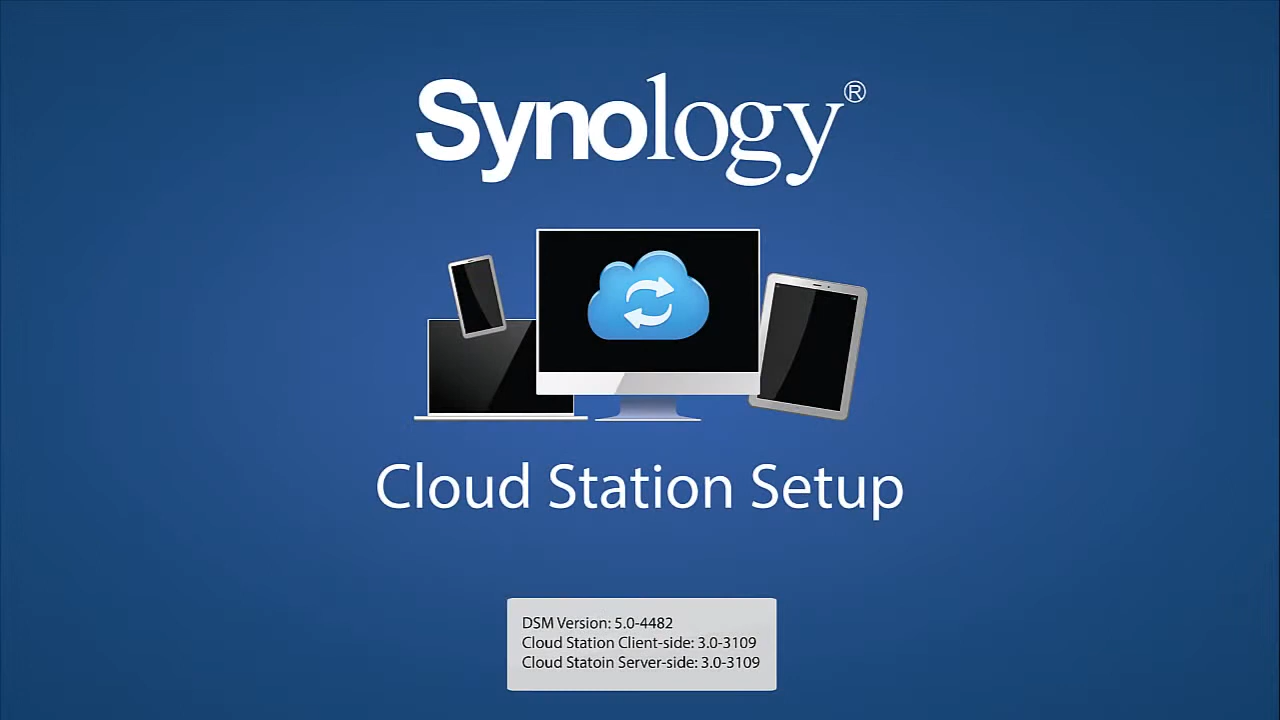 Synology®
Cloud Station Setup
DSM Version: 5.0-4482
Cloud Station Client-side: 3.0-3109
Cloud Statoin Server-side: 3.0-3109